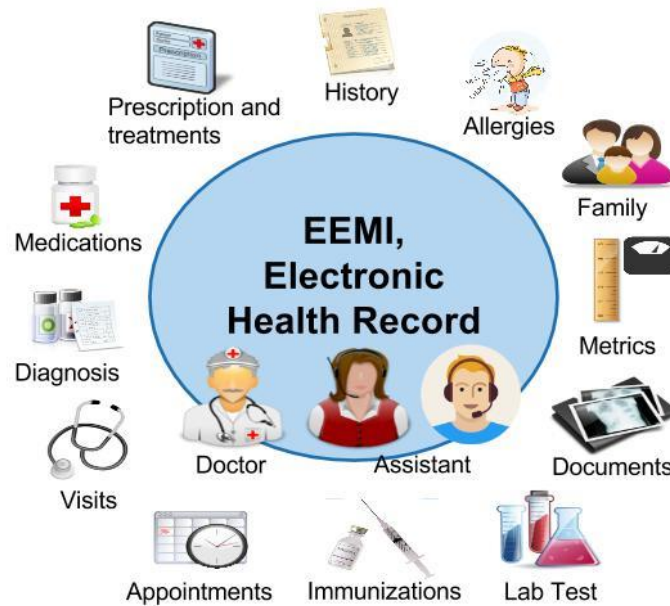 Prescription and
treatments
History
Allergies
Family
Metrics
Documents
Lab Test
Immunizations
Appointments
Visits
Diagnosis
Medications
EEMI,
Electronic
Health Record
Doctor
Assistant